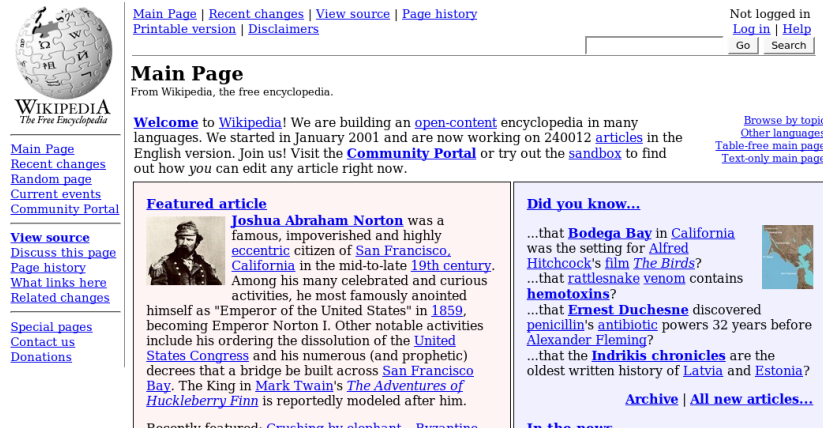 Main Page | Recent changes | View source | Page history
Printable version | Disclaimers
Not logged in
Log in | Help
Go Search
WIKIPEDIA
The Free Encyclopedia
Main Page
Recent changes
Random page
Current events
Community Portal
View source
Discuss this page
Page history
What links here
Related changes
Special pages
Contact us
Donations
Main Page
From Wikipedia, the free encyclopedia.
Welcome to Wikipedia! We are building an open-content encyclopedia in many
languages. We started in January 2001 and are now working on 240012 articles in the
English version. Join us! Visit the Community Portal or try out the sandbox to find
out how you can edit any article right now.
Browse by topic
Other languages
Table-free main page
Text-only main page
Featured article
Joshua Abraham Norton was a
famous, impoverished and highly
eccentric citizen of San Francisco,
California in the mid-to-late 19th century.
Among his many celebrated and curious
activities, he most famously anointed
himself as "Emperor of the United States" in 1859,
becoming Emperor Norton I. Other notable activities
include his ordering the dissolution of the United
States Congress and his numerous (and prophetic)
decrees that a bridge be built across San Francisco
Bay. The King in Mark Twain's The Adventures of
Huckleberry Finn is reportedly modeled after him.
Recently featured: Crushing by elephant – Byzantine
Did you know...
...that Bodega Bay in California
was the setting for Alfred
Hitchcock's film The Birds?
...that rattlesnake venom contains
hemotoxins?
...that Ernest Duchesne discovered
penicillin's antibiotic powers 32 years before
Alexander Fleming?
...that the Indrikis chronicles are the
oldest written history of Latvia and Estonia?
Archive | All new articles...
In the news